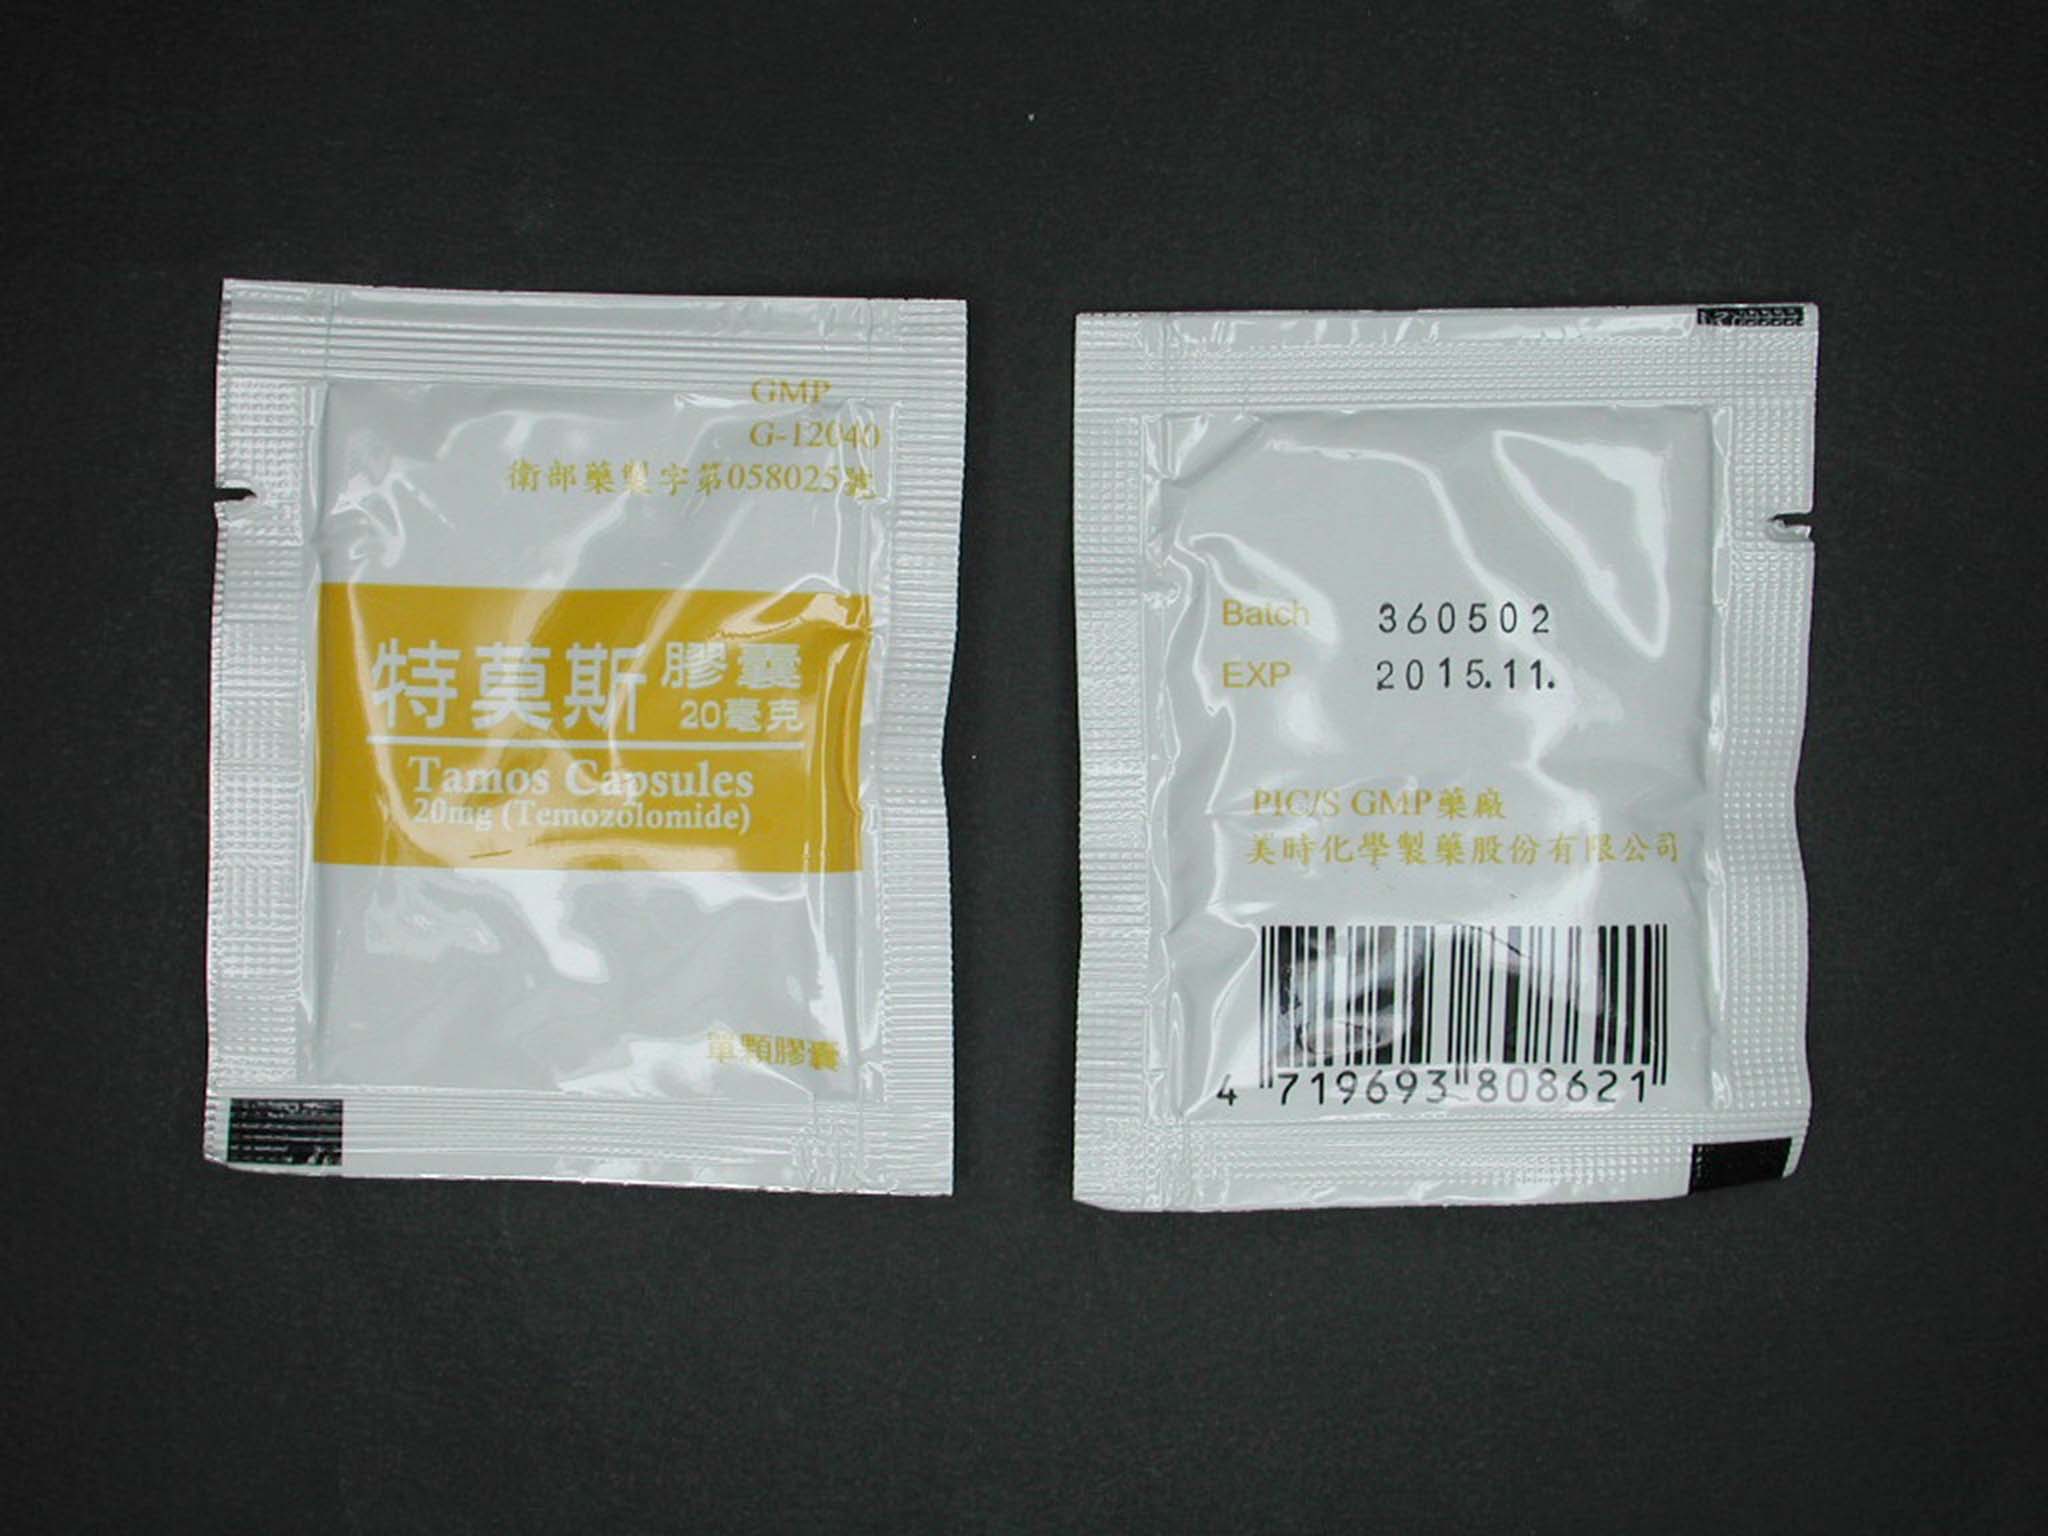 GMP
G-12040
衛部藥製字第058025號
特莫斯膠囊
20毫克
Tamos Capsules
20mg (Temozolomide)
單顆膠囊
Batch 360502
EXP 2015.11.
PIC/S GMP藥廠
美時化學製藥股份有限公司
4 719693 808621